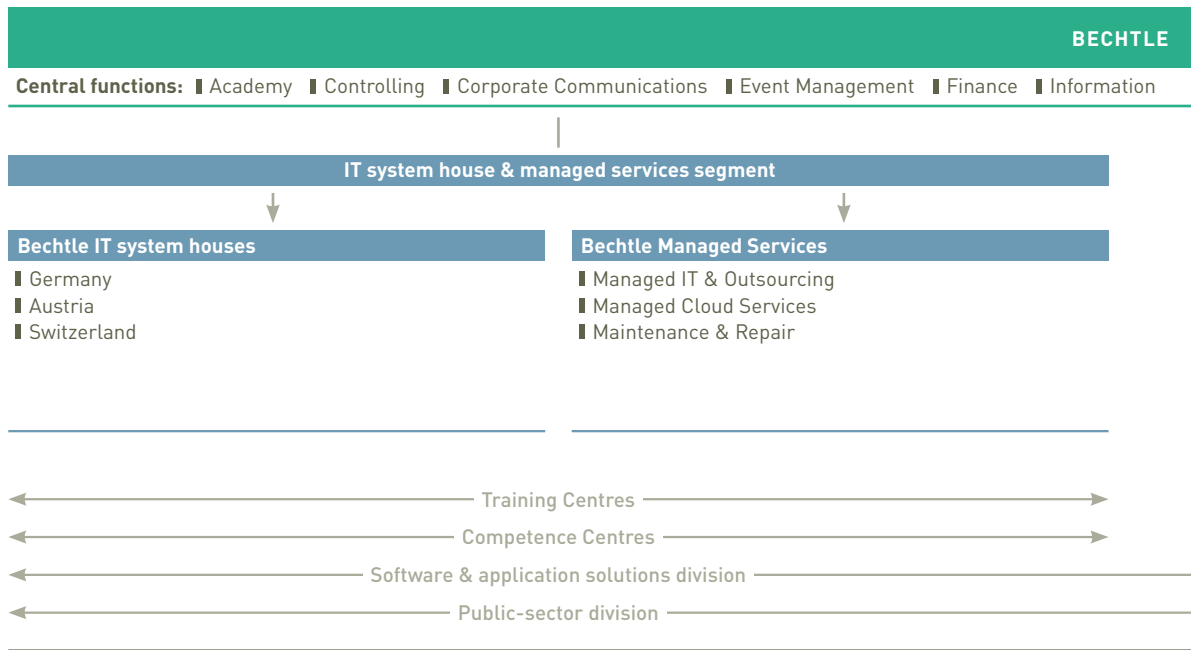 BECHTLE
Central functions: Academy Controlling Corporate Communications Event Management Finance Information
IT system house & managed services segment
Bechtle IT system houses
Germany
Austria
Switzerland
Bechtle Managed Services
Managed IT & Outsourcing
Managed Cloud Services
Maintenance & Repair
Training Centres
Competence Centres
Software & application solutions division
Public-sector division